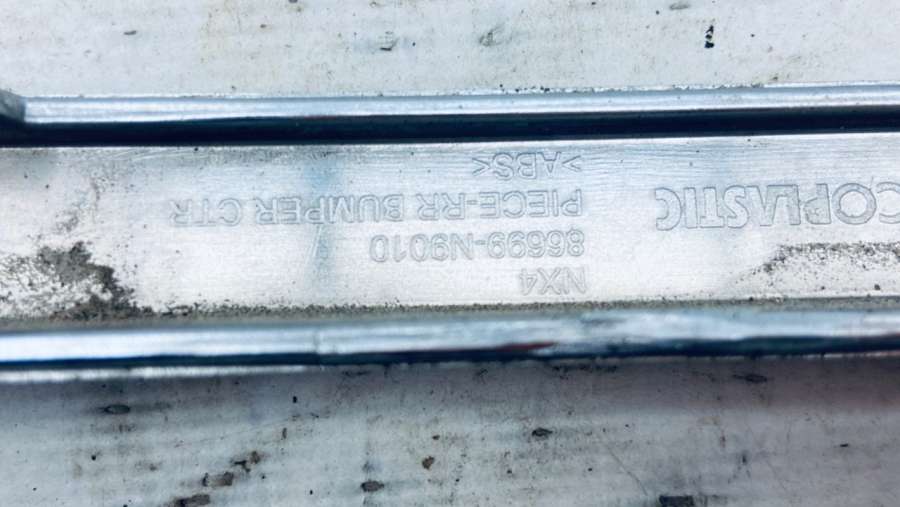 COPLASTIC
NX4
86699-N9010
PIECE-RR BUMPER CTR
>ABS<